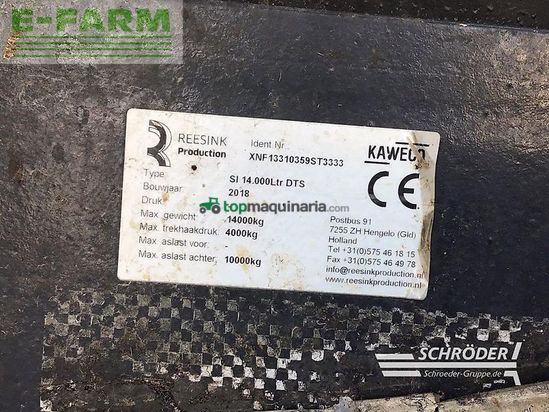 E-FARM
REESINK
Production
Ident Nr
XNF13310359ST3333
KAWECO
CE
Type SI 14.000Ltr DTS
Bouwjaar 2018
Druk
topmaquinaria.com
Max. gewicht: 14000kg
Max. trekhaakdruk: 4000kg
Max. aslast voor: -
Max. aslast achter: 10000kg
Postbus 91
7255 ZH Hengelo (Gld)
Holland
Tel +31(0)575 46 18 15
Fax +31(0)575 46 49 78
info@reesinkproduction.nl
reesinkproduction.nl
SCHRÖDER
Schroeder-Gruppe.de